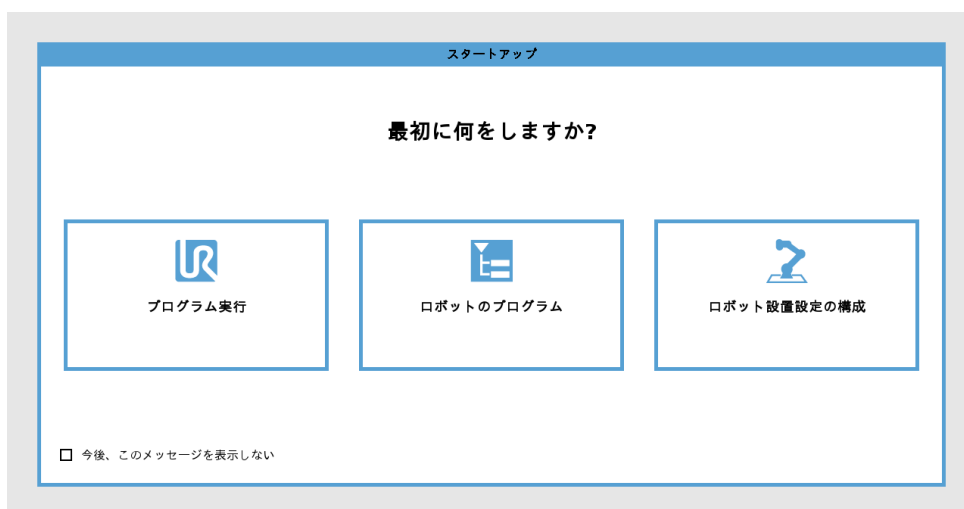 スタートアップ
最初に何をしますか?
UR
プログラム実行
ロボットのプログラム
ロボット設置設定の構成
今後、このメッセージを表示しない